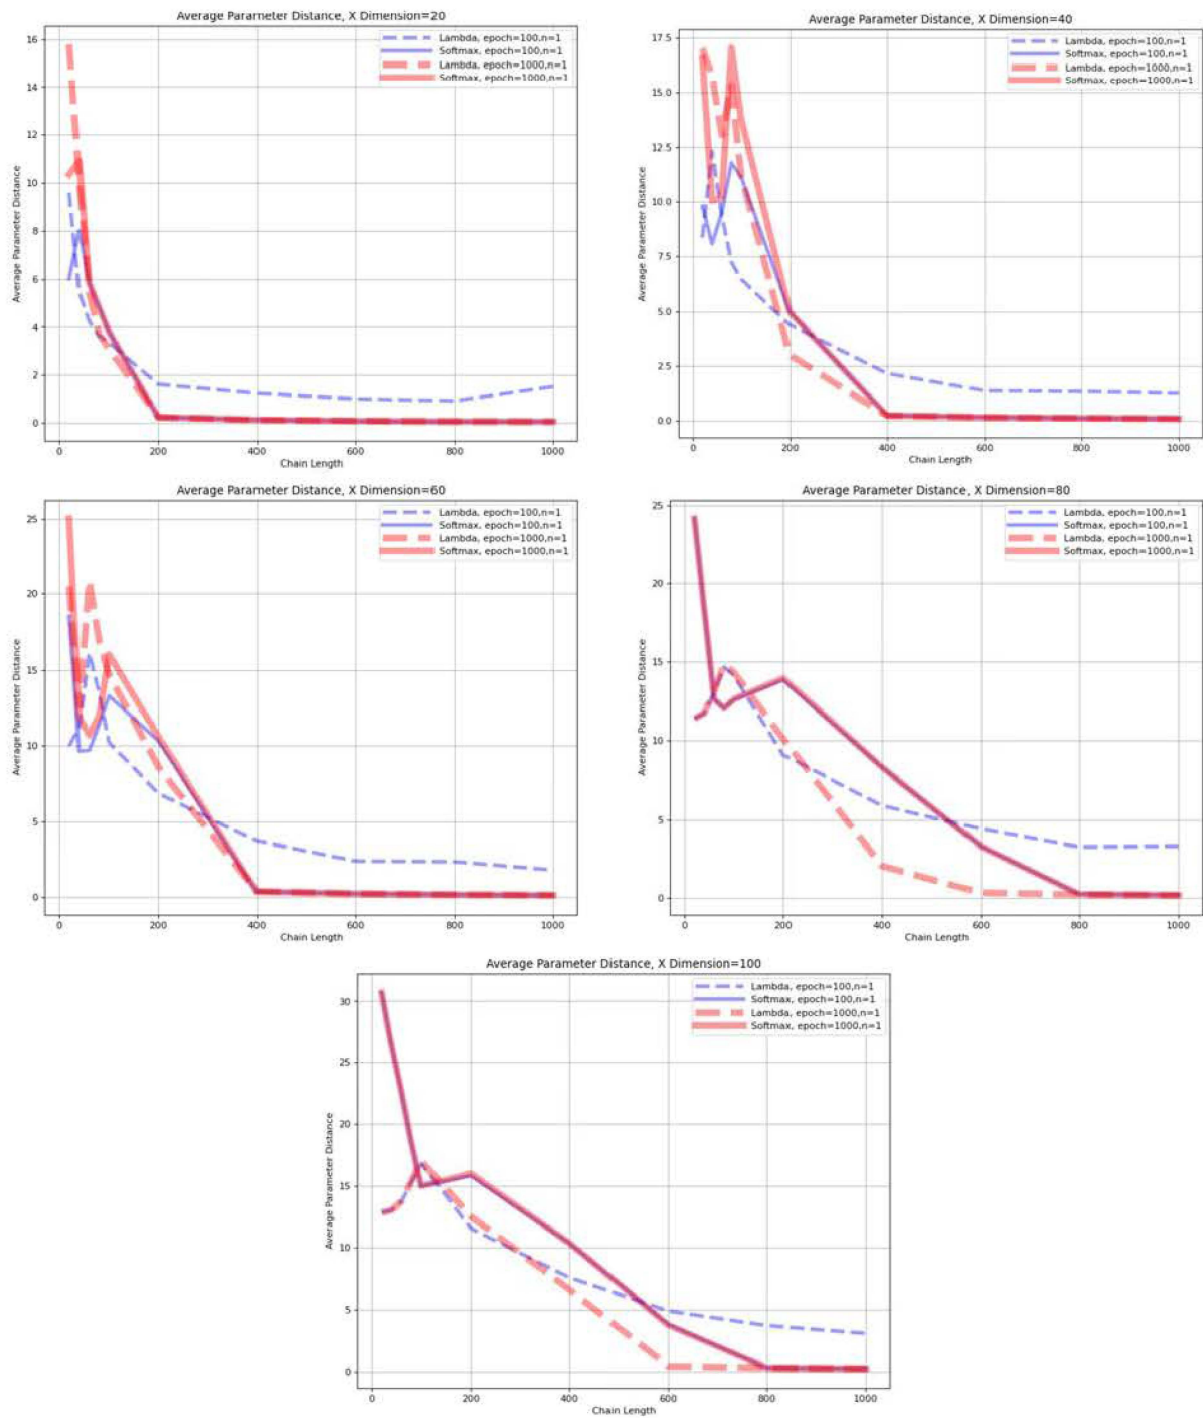 Average Parameter Distance, X Dimension=20
Lambda, epoch=100,n=1
Softmax, epoch=100,n=1
Lambda, epoch=1000,n=1
Softmax, epoch=1000,n=1
16
14
12
10
8
6
4
2
0
Average Parameter Distance
0 200 400 600 800 1000
Chain Length
Average Parameter Distance, X Dimension=40
Lambda, epoch=100,n=1
Softmax, epoch=100,n=1
Lambda, epoch=1000,n=1
Softmax, epoch=1000,n=1
17.5
15.0
12.5
10.0
7.5
5.0
2.5
0.0
Average Parameter Distance
0 200 400 600 800 1000
Chain Length
Average Parameter Distance, X Dimension=60
Lambda, epoch=100,n=1
Softmax, epoch=100,n=1
Lambda, epoch=1000,n=1
Softmax, epoch=1000,n=1
25
20
15
10
5
0
Average Parameter Distance
0 200 400 600 800 1000
Chain Length
Average Parameter Distance, X Dimension=80
Lambda, epoch=100,n=1
Softmax, epoch=100,n=1
Lambda, epoch=1000,n=1
Softmax, epoch=1000,n=1
25
20
15
10
5
0
Average Parameter Distance
0 200 400 600 800 1000
Chain Length
Average Parameter Distance, X Dimension=100
Lambda, epoch=100,n=1
Softmax, epoch=100,n=1
Lambda, epoch=1000,n=1
Softmax, epoch=1000,n=1
30
25
20
15
10
5
0
Average Parameter Distance
0 200 400 600 800 1000
Chain Length